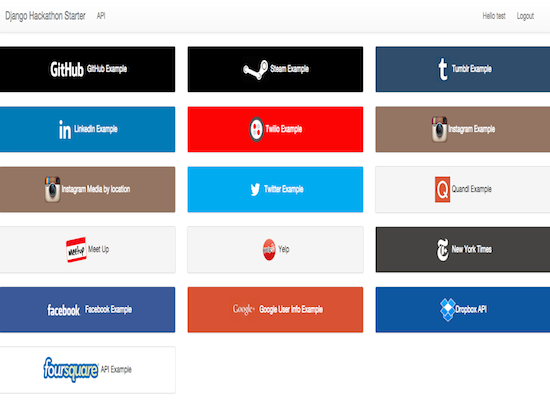 Django Hackathon Starter API Hello test Logout
GitHub GitHub Example
Steam Example
t Tumblr Example
in Linkedin Example
Twilio Example
Instagram Example
Instagram Media by location
Twitter Example
Q Quandl Example
Meetup Meet Up
Yelp
T New York Times
facebook Facebook Example
Google+ Google User Info Example
Dropbox API
foursquare API Example